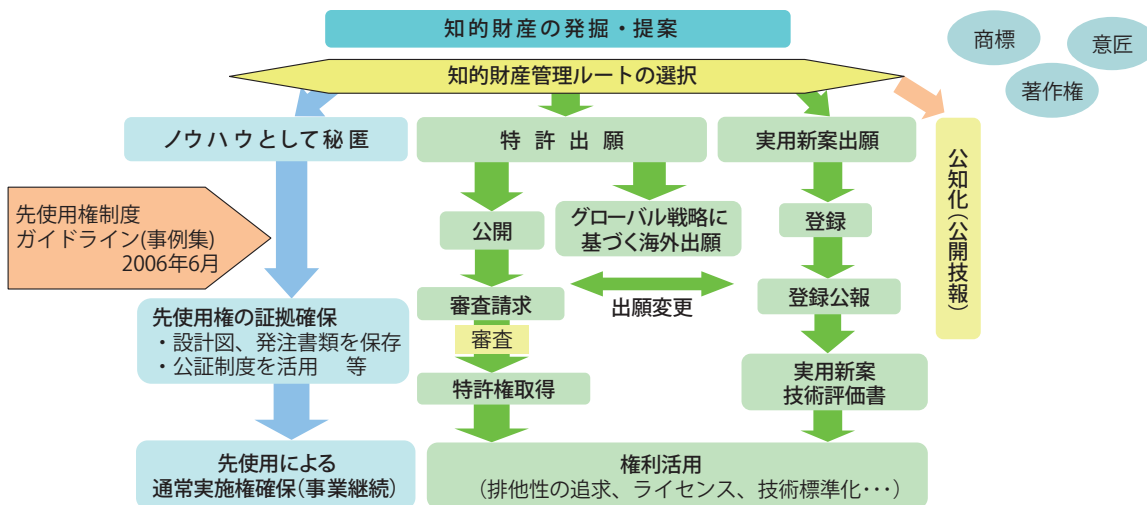 知的財産の発掘・提案
商標
意匠
著作権
知的財産管理ルートの選択
ノウハウとして秘匿
特許出願
実用新案出願
公知化(公開技報)
先使用権制度
ガイドライン(事例集)
2006年6月
公開
グローバル戦略に
基づく海外出願
登録
審査請求
出願変更
登録公報
審査
先使用権の証拠確保
・設計図、発注書類を保存
・公証制度を活用 等
特許権取得
実用新案
技術評価書
先使用による
通常実施権確保(事業継続)
権利活用
(排他性の追求、ライセンス、技術標準化･･･)